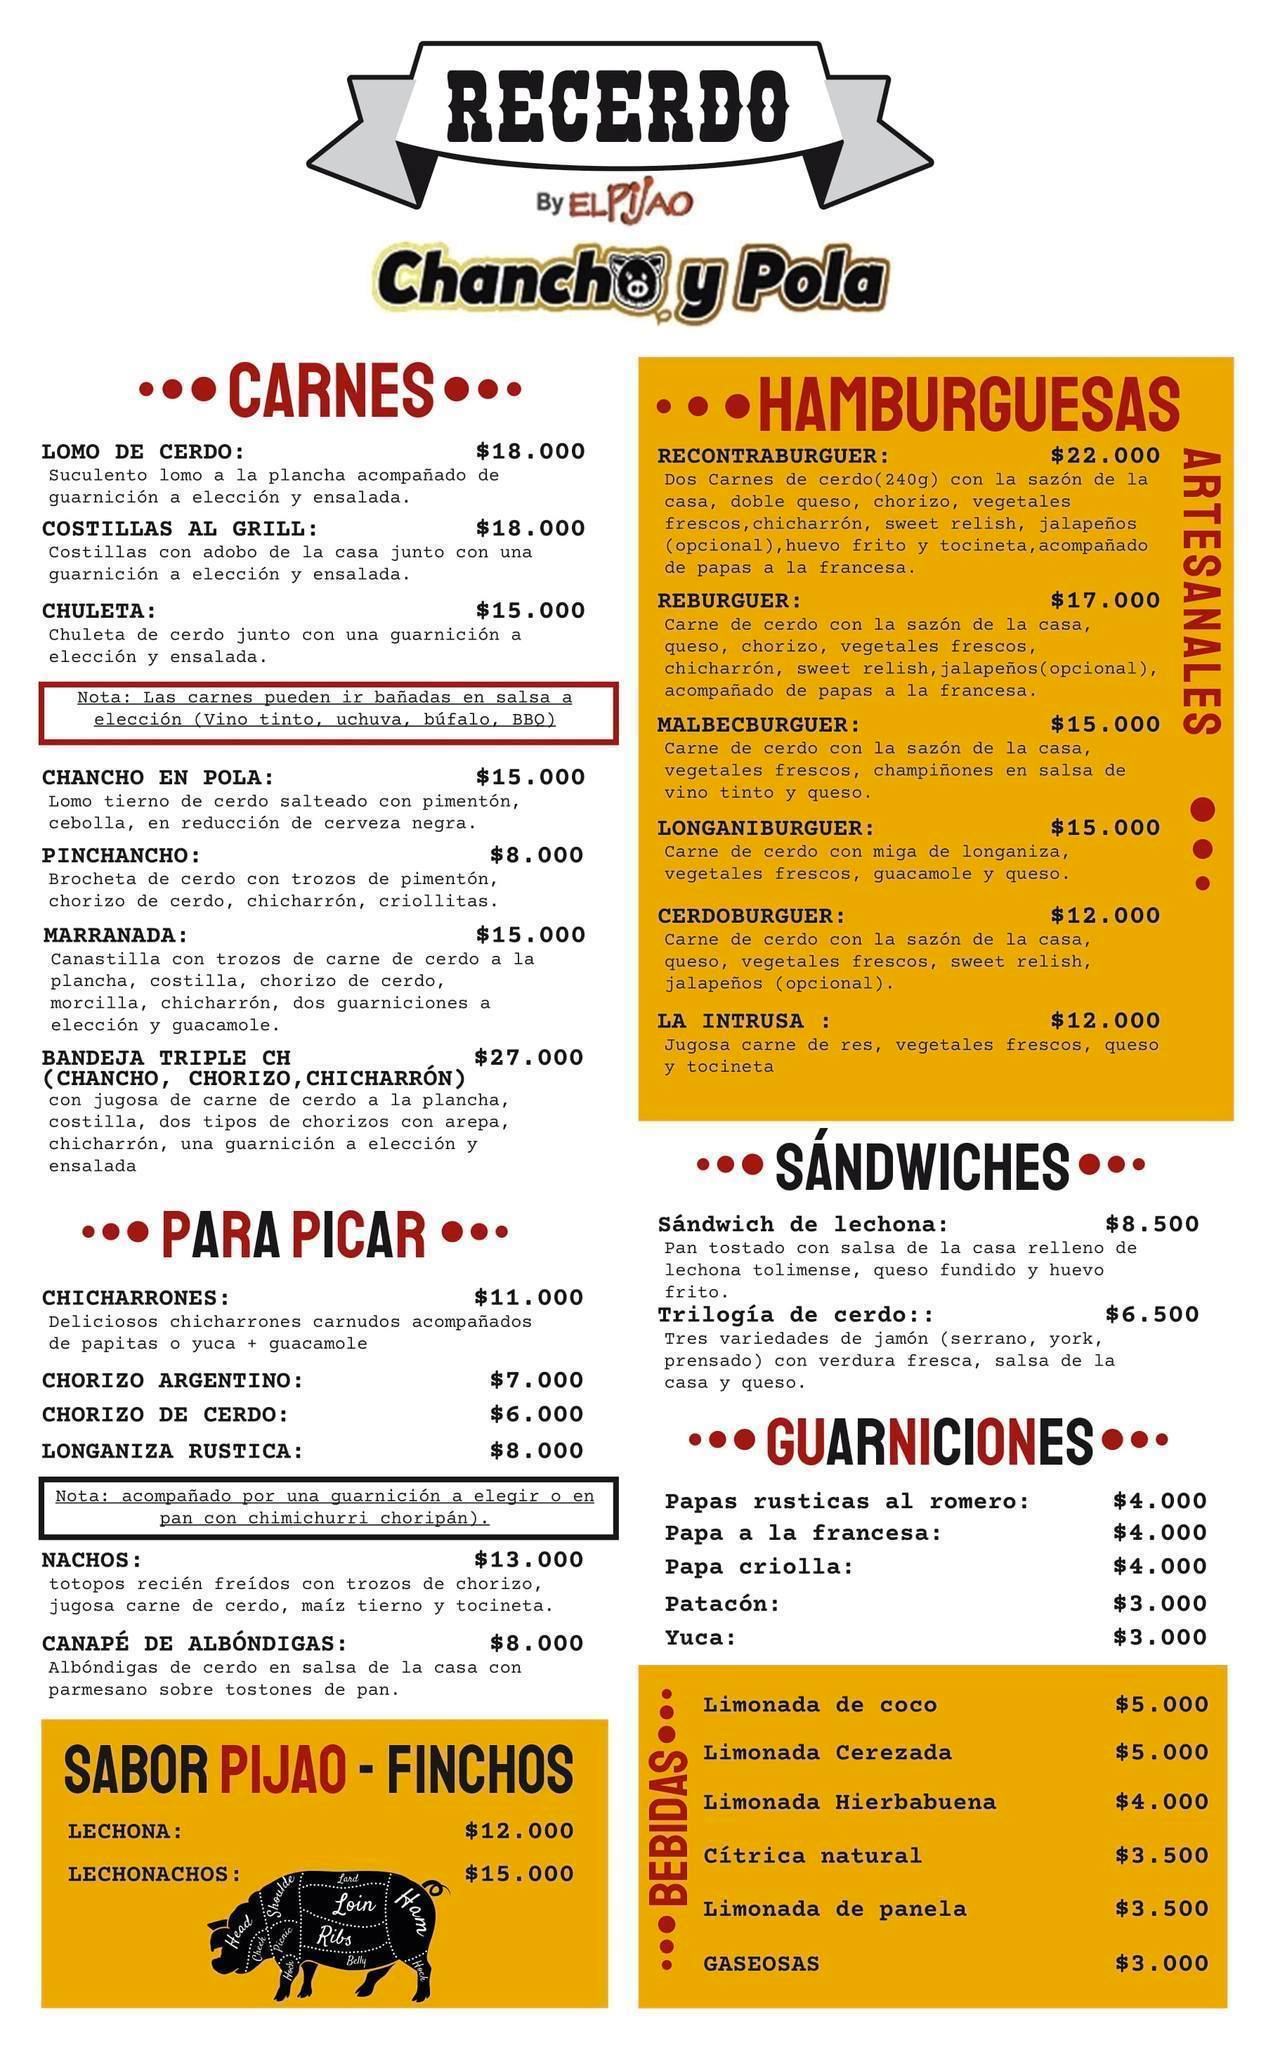 RECERDO
By ELPIJAO
Chancho y Pola
CARNES
LOMO DE CERDO: $18.000
Suculento lomo a la plancha acompañado de
guarnición a elección y ensalada.
COSTILLAS AL GRILL: $18.000
Costillas con adobo de la casa junto con una
guarnición a elección y ensalada.
CHULETA: $15.000
Chuleta de cerdo junto con una guarnición a
elección y ensalada.
Nota: Las carnes pueden ir bañadas en salsa a
elección (Vino tinto, uchuva, búfalo, BBQ)
CHANCHO EN POLA: $15.000
Lomo tierno de cerdo salteado con pimentón,
cebolla, en reducción de cerveza negra.
PINCHANCHO: $8.000
Brocheta de cerdo con trozos de pimentón,
chorizo de cerdo, chicharrón, criollitas.
MARRANADA: $15.000
Canastilla con trozos de carne de cerdo a la
plancha, costilla, chorizo de cerdo,
morcilla, chicharrón, dos guarniciones a
elección y guacamole.
BANDEJA TRIPLE CH $27.000
(CHANCHO, CHORIZO,CHICHARRÓN)
con jugosa de carne de cerdo a la plancha,
costilla, dos tipos de chorizos con arepa,
chicharrón, una guarnición a elección y
ensalada
PARA PICAR
CHICHARRONES: $11.000
Deliciosos chicharrones carnudos acompañados
de papitas o yuca + guacamole
CHORIZO ARGENTINO: $7.000
CHORIZO DE CERDO: $6.000
LONGANIZA RUSTICA: $8.000
Nota: acompañado por una guarnición a elegir o en
pan con chimichurri choripán).
NACHOS: $13.000
totopos recién freídos con trozos de chorizo,
jugosa carne de cerdo, maíz tierno y tocineta.
CANAPÉ DE ALBÓNDIGAS: $8.000
Albóndigas de cerdo en salsa de la casa con
parmesano sobre tostones de pan.
SABOR PIJAO - FINCHOS
LECHONA: $12.000
LECHONACHOS: $15.000
Head
Cheek
Shoulde
Picnic
Hock
Lard
Loin
Ribs
Belly
Ham
Hock
HAMBURGUESAS
ARTESANALES
RECONTRABURGUER: $22.000
Dos Carnes de cerdo(240g) con la sazón de la
casa, doble queso, chorizo, vegetales
frescos,chicharrón, sweet relish, jalapeños
(opcional),huevo frito y tocineta,acompañado
de papas a la francesa.
REBURGUER: $17.000
Carne de cerdo con la sazón de la casa,
queso, chorizo, vegetales frescos,
chicharrón, sweet relish,jalapeños(opcional),
acompañado de papas a la francesa.
MALBECBURGUER: $15.000
Carne de cerdo con la sazón de la casa,
vegetales frescos, champiñones en salsa de
vino tinto y queso.
LONGANIBURGUER: $15.000
Carne de cerdo con miga de longaniza,
vegetales frescos, guacamole y queso.
CERDOBURGUER: $12.000
Carne de cerdo con la sazón de la casa,
queso, vegetales frescos, sweet relish,
jalapeños (opcional).
LA INTRUSA : $12.000
Jugosa carne de res, vegetales frescos, queso
y tocineta
SÁNDWICHES
Sándwich de lechona: $8.500
Pan tostado con salsa de la casa relleno de
lechona tolimense, queso fundido y huevo
frito.
Trilogía de cerdo:: $6.500
Tres variedades de jamón (serrano, york,
prensado) con verdura fresca, salsa de la
casa y queso.
GUARNICIONES
Papas rusticas al romero: $4.000
Papa a la francesa: $4.000
Papa criolla: $4.000
Patacón: $3.000
Yuca: $3.000
BEBIDAS
Limonada de coco $5.000
Limonada Cerezada $5.000
Limonada Hierbabuena $4.000
Cítrica natural $3.500
Limonada de panela $3.500
GASEOSAS $3.000